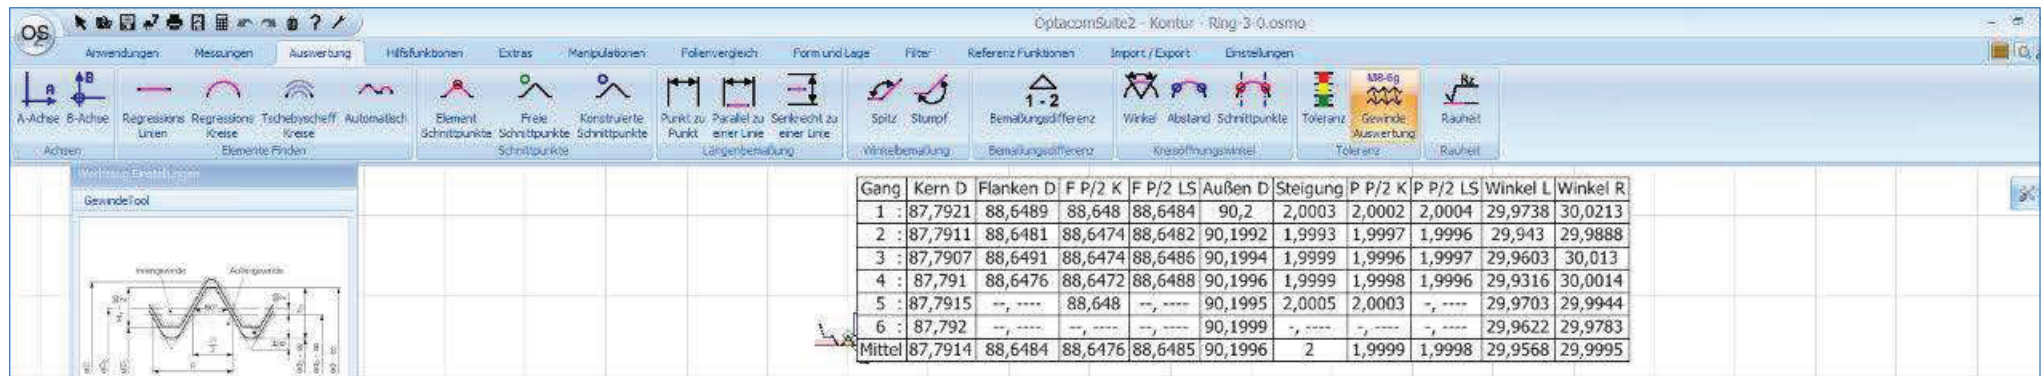 OptacomSuite2 - Kontur - Ring-3-0.osmo
OS
2
Anwendungen Messungen Auswertung Hilfsfunktionen Extras Manipulationen Folienvergleich Form und Lage Filter Referenz Funktionen Import / Export Einstellungen
A B 1 - 2 M8-6g Rz
A-Achse B-Achse Regressions Linien Regressions Kreise Tschebyscheff Kreise Automatisch Element Schnittpunkte Freie Schnittpunkte Konstruierte Schnittpunkte Punkt zu Punkt Parallel zu einer Linie Senkrecht zu einer Linie Spitz Stumpf Bemaßungsdifferenz Winkel Abstand Schnittpunkte Toleranz Gewinde Auswertung Rauheit
Achsen Elemente Finden Schnittpunkte Längenbemaßung Winkelbemaßung Bemaßungsdifferenz Kreisöffnungswinkel Toleranz Rauheit
Werkzeug Einstellungen
GewindeTool
Innengewinde Außengewinde
Gang Kern D Flanken D F P/2 K F P/2 LS Außen D Steigung P P/2 K P P/2 LS Winkel L Winkel R
1 : 87,7921 88,6489 88,648 88,6484 90,2 2,0003 2,0002 2,0004 29,9738 30,0213
2 : 87,7911 88,6481 88,6474 88,6482 90,1992 1,9993 1,9997 1,9996 29,943 29,9888
3 : 87,7907 88,6491 88,6474 88,6486 90,1994 1,9999 1,9996 1,9997 29,9603 30,013
4 : 87,791 88,6476 88,6472 88,6488 90,1996 1,9999 1,9998 1,9996 29,9316 30,0014
5 : 87,7915 --, ---- 88,648 --, ---- 90,1995 2,0005 2,0003 -, ---- 29,9703 29,9944
6 : 87,792 --, ---- --, ---- --, ---- 90,1999 -, ---- -, ---- -, ---- 29,9622 29,9783
Mittel 87,7914 88,6484 88,6476 88,6485 90,1996 2 1,9999 1,9998 29,9568 29,9995